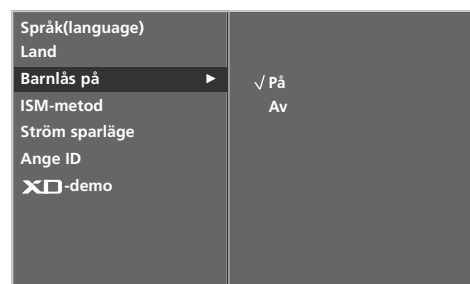 Språk(language)
Land
Barnlås på ►
ISM-metod
Ström sparläge
Ange ID
XD-demo
√ På
Av